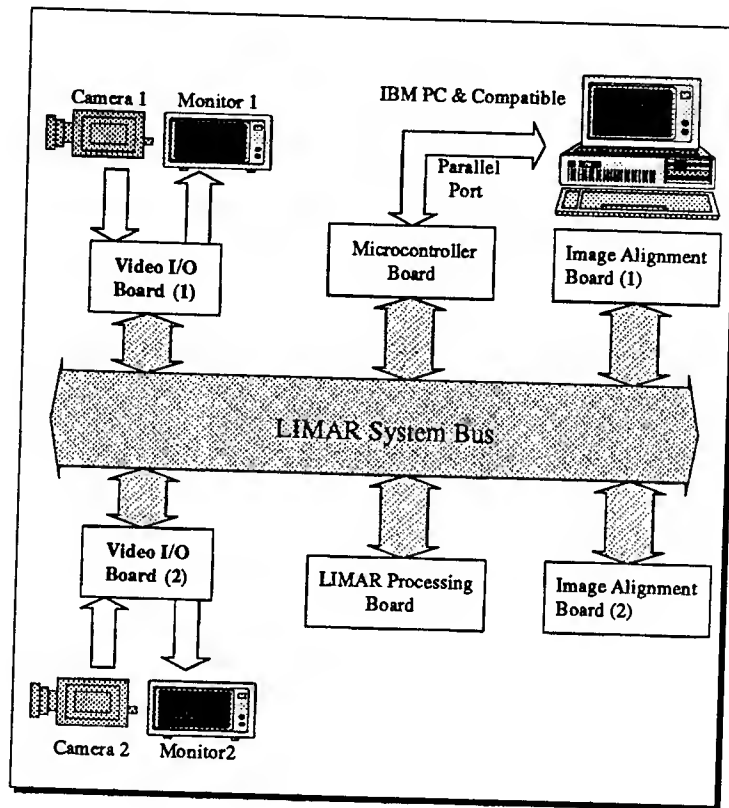 Camera 1
Monitor 1
IBM PC & Compatible
Parallel
Port
Video I/O
Board (1)
Microcontroller
Board
Image Alignment
Board (1)
LIMAR System Bus
Video I/O
Board (2)
LIMAR Processing
Board
Image Alignment
Board (2)
Camera 2
Monitor2